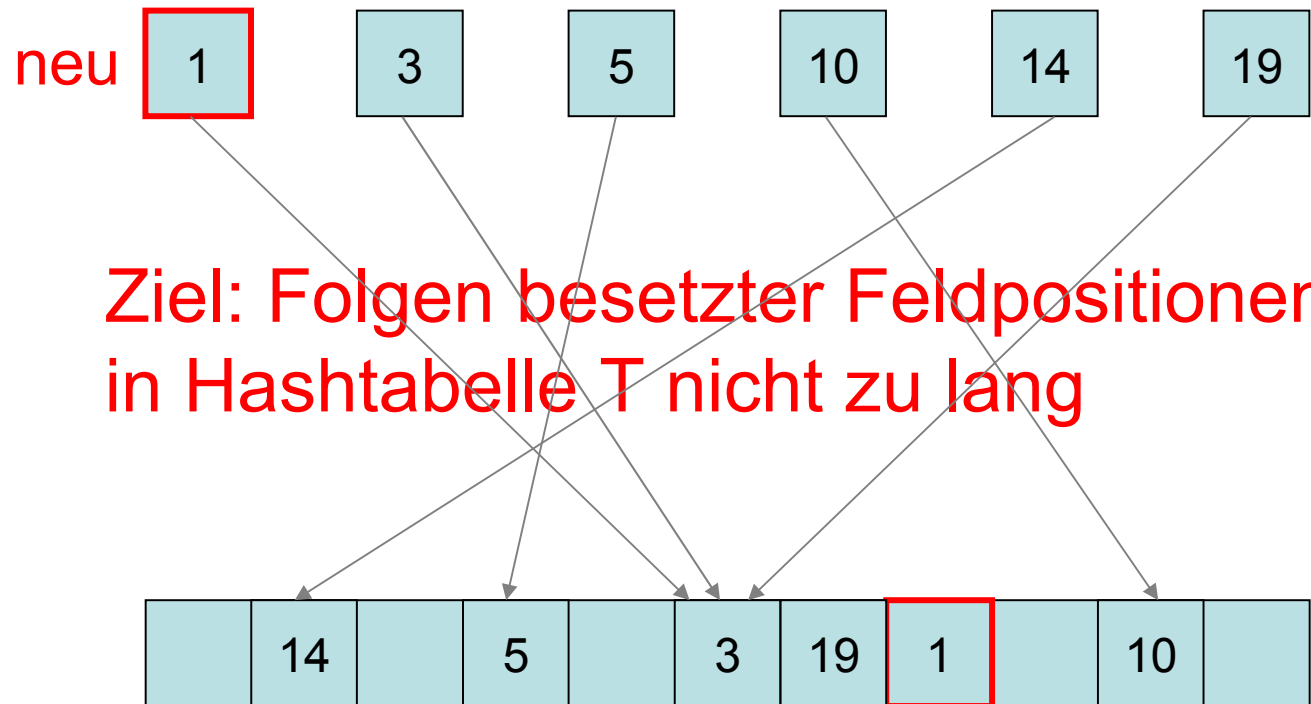 neu 1 3 5 10 14 19
Ziel: Folgen besetzter Feldpositionen
in Hashtabelle T nicht zu lang
14 5 3 19 1 10